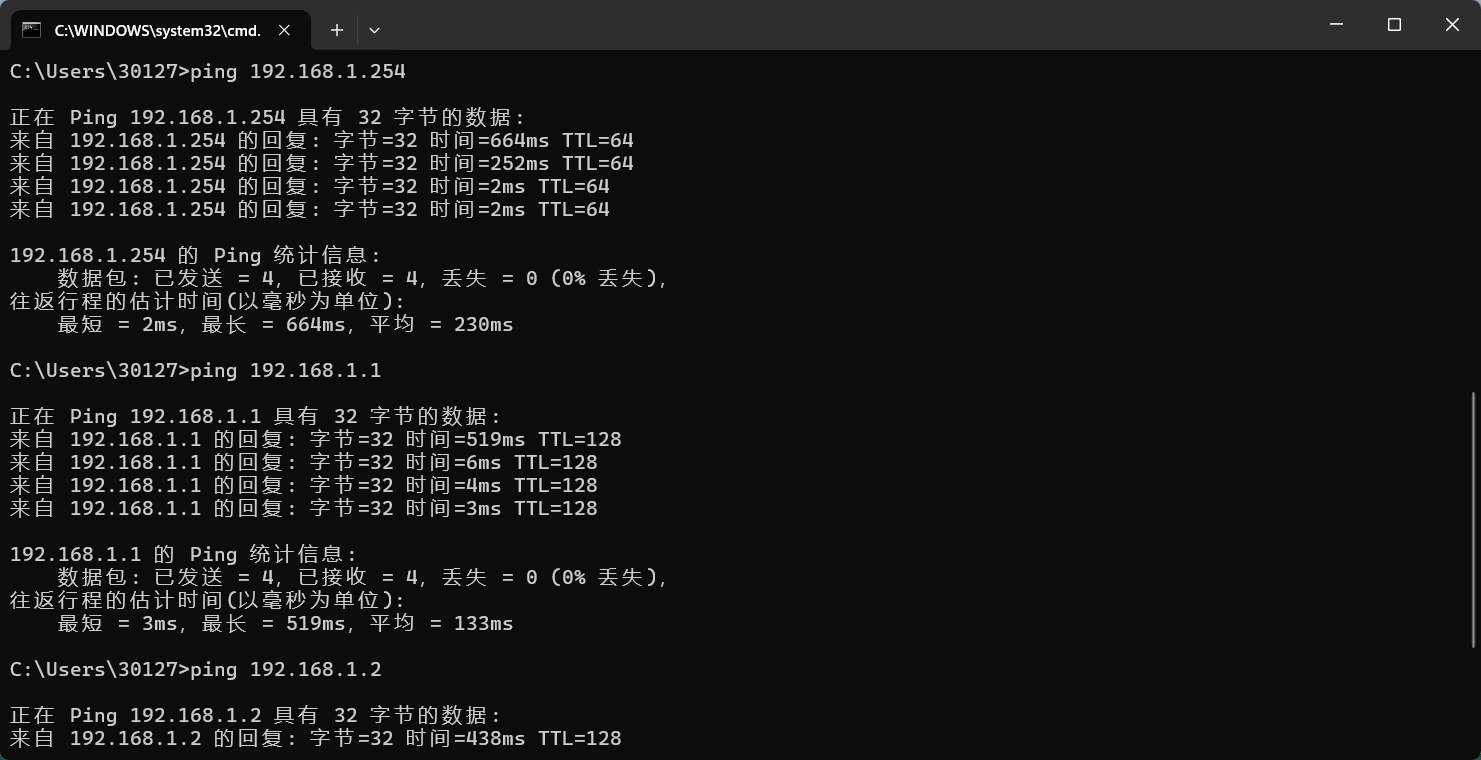 C:\WINDOWS\system32\cmd.
C:\Users\30127>ping 192.168.1.254
正在 Ping 192.168.1.254 具有 32 字节的数据:
来自 192.168.1.254 的回复: 字节=32 时间=664ms TTL=64
来自 192.168.1.254 的回复: 字节=32 时间=252ms TTL=64
来自 192.168.1.254 的回复: 字节=32 时间=2ms TTL=64
来自 192.168.1.254 的回复: 字节=32 时间=2ms TTL=64
192.168.1.254 的 Ping 统计信息:
    数据包: 已发送 = 4, 已接收 = 4, 丢失 = 0 (0% 丢失),
往返行程的估计时间(以毫秒为单位):
    最短 = 2ms, 最长 = 664ms, 平均 = 230ms
C:\Users\30127>ping 192.168.1.1
正在 Ping 192.168.1.1 具有 32 字节的数据:
来自 192.168.1.1 的回复: 字节=32 时间=519ms TTL=128
来自 192.168.1.1 的回复: 字节=32 时间=6ms TTL=128
来自 192.168.1.1 的回复: 字节=32 时间=4ms TTL=128
来自 192.168.1.1 的回复: 字节=32 时间=3ms TTL=128
192.168.1.1 的 Ping 统计信息:
    数据包: 已发送 = 4, 已接收 = 4, 丢失 = 0 (0% 丢失),
往返行程的估计时间(以毫秒为单位):
    最短 = 3ms, 最长 = 519ms, 平均 = 133ms
C:\Users\30127>ping 192.168.1.2
正在 Ping 192.168.1.2 具有 32 字节的数据:
来自 192.168.1.2 的回复: 字节=32 时间=438ms TTL=128